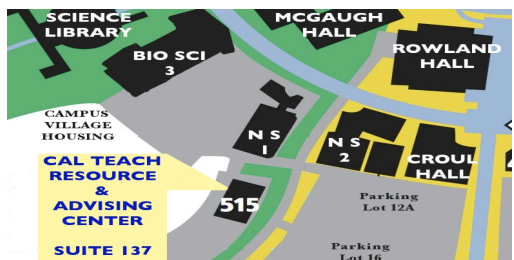 SCIENCE
LIBRARY
MCGAUGH
HALL
BIO SCI
3
ROWLAND
HALL
CAMPUS
VILLAGE
HOUSING
N S
1
N S
2
CROUL
HALL
CAL TEACH
RESOURCE
&
ADVISING
CENTER
SUITE 137
515
Parking
Lot 12A
Parking
Lot 16